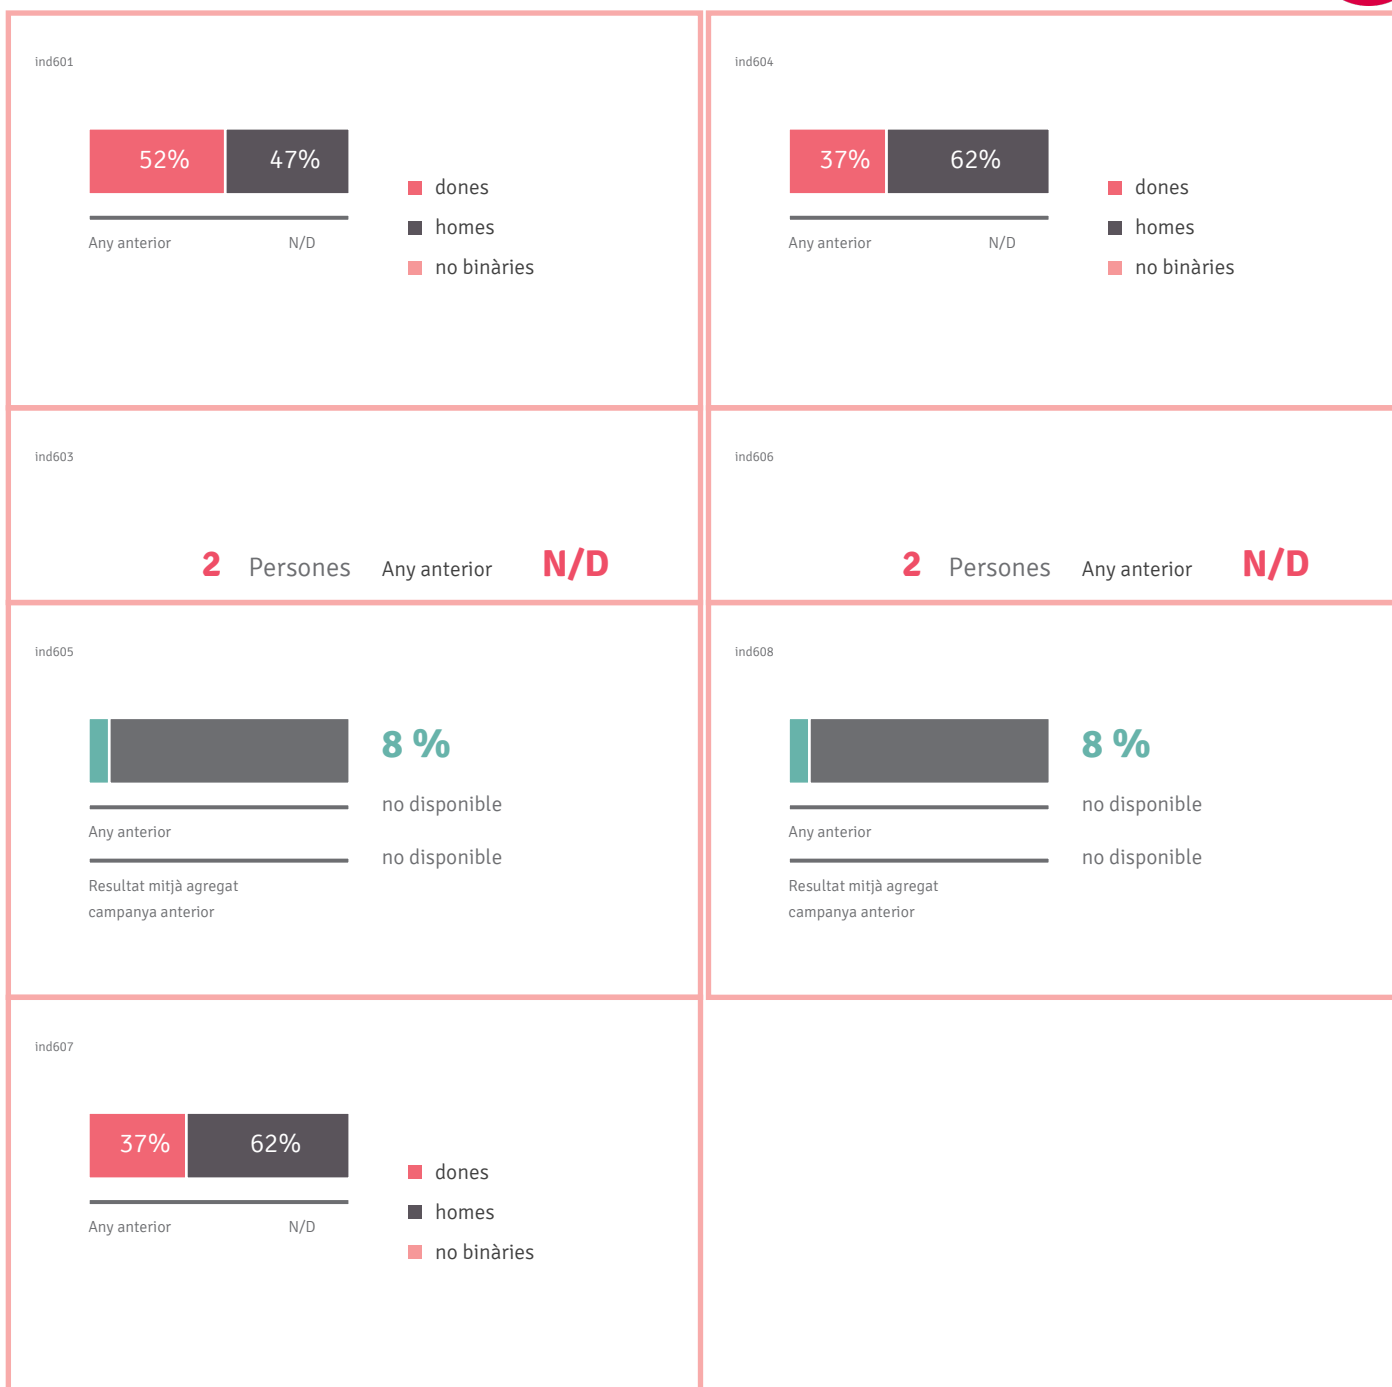 ind601
52% 47%
dones
homes
Any anterior N/D
no binàries
ind604
37% 62%
dones
homes
Any anterior N/D
no binàries
ind603
2 Persones Any anterior N/D
ind606
2 Persones Any anterior N/D
ind605
8 %
no disponible
Any anterior
no disponible
Resultat mitjà agregat
campanya anterior
ind608
8 %
no disponible
Any anterior
no disponible
Resultat mitjà agregat
campanya anterior
ind607
37% 62%
dones
homes
Any anterior N/D
no binàries